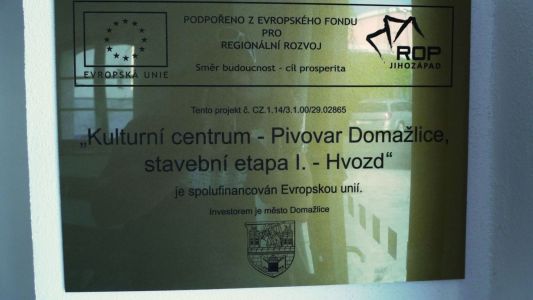 PODPOŘENO Z EVROPSKÉHO FONDU
PRO
REGIONÁLNÍ ROZVOJ
Směr budoucnost - cíl prosperita
EVROPSKÁ UNIE
ROP
JIHOZÁPAD
Tento projekt č. CZ.1.14/3.1.00/29.02865
„Kulturní centrum - Pivovar Domažlice,
stavební etapa I. - Hvozd“
je spolufinancován Evropskou unií.
Investorem je město Domažlice